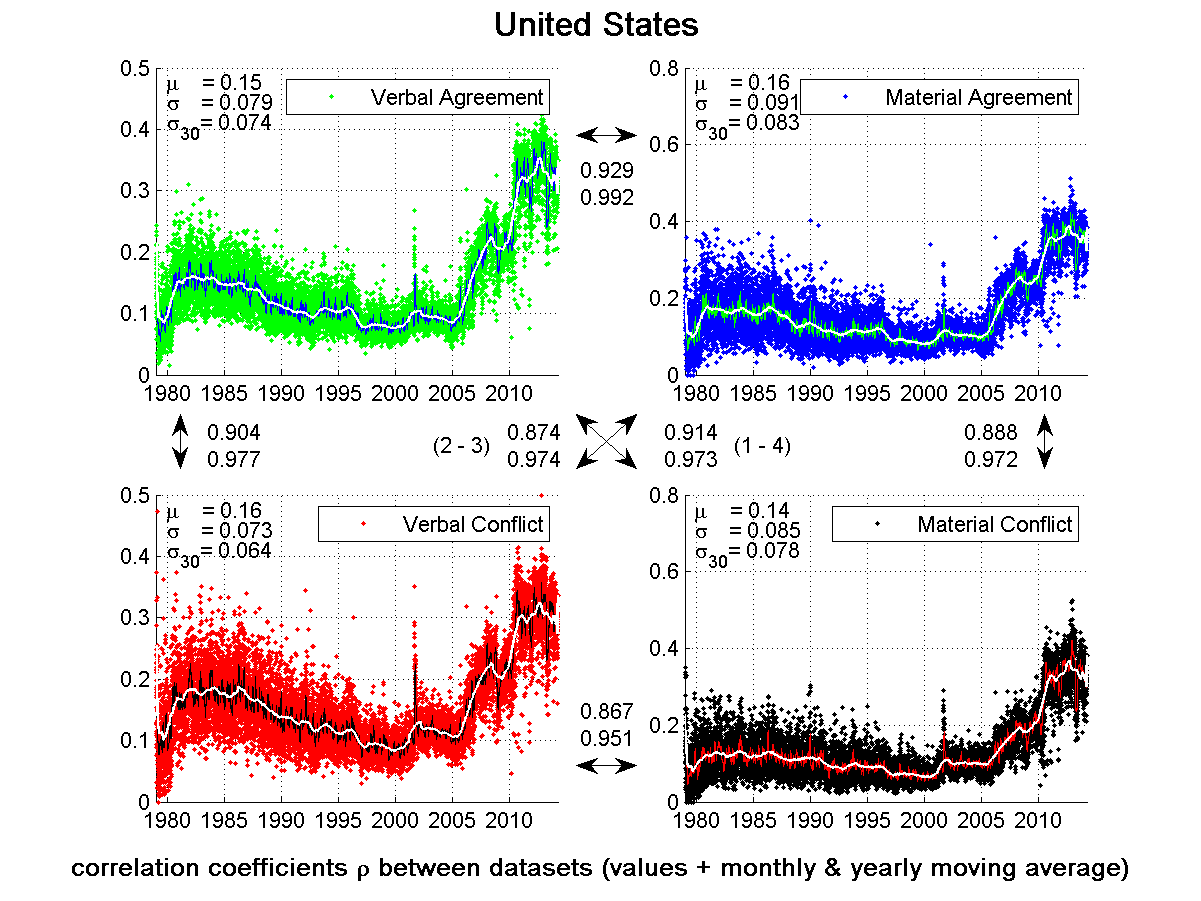 United States
0.5
0.4
0.3
0.2
0.1
0
μ = 0.15
σ = 0.079
σ30= 0.074
Verbal Agreement
1980 1985 1990 1995 2000 2005 2010
0.929
0.992
0.8
0.6
0.4
0.2
0
μ = 0.16
σ = 0.091
σ30= 0.083
Material Agreement
1980 1985 1990 1995 2000 2005 2010
0.904
0.977
(2 - 3)
0.874
0.974
0.914
0.973
(1 - 4)
0.888
0.972
0.5
0.4
0.3
0.2
0.1
0
μ = 0.16
σ = 0.073
σ30= 0.064
Verbal Conflict
1980 1985 1990 1995 2000 2005 2010
0.867
0.951
0.8
0.6
0.4
0.2
0
μ = 0.14
σ = 0.085
σ30= 0.078
Material Conflict
1980 1985 1990 1995 2000 2005 2010
correlation coefficients ρ between datasets (values + monthly & yearly moving average)